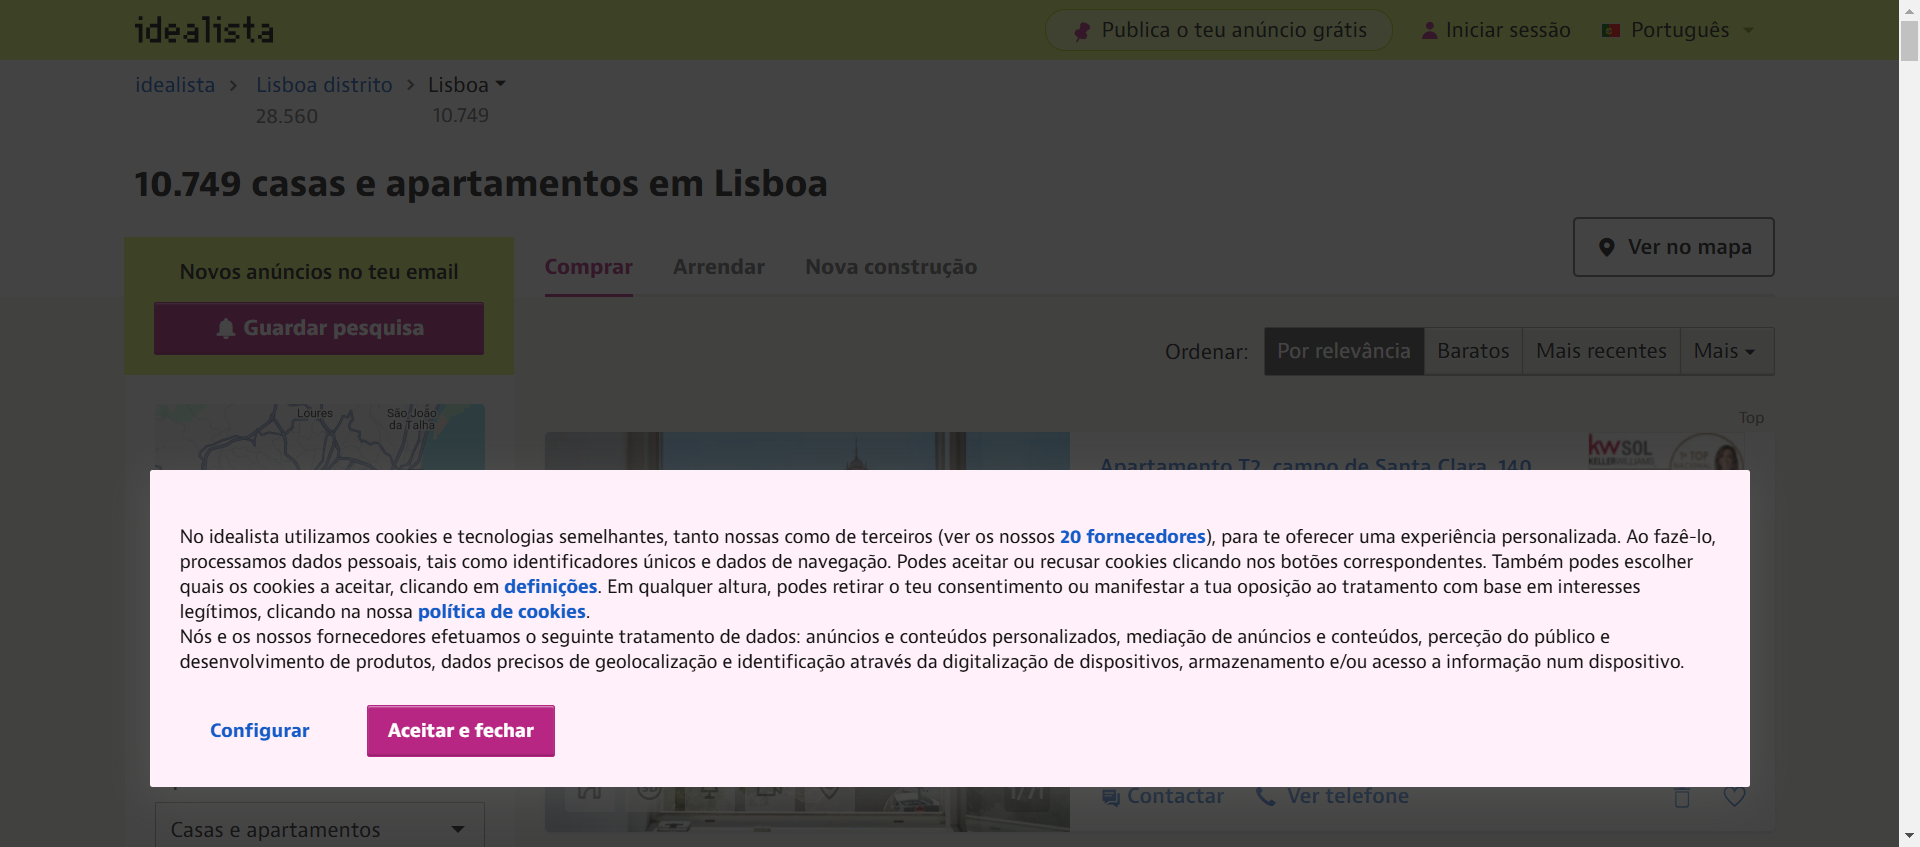 idealista
Publica o teu anúncio grátis
Iniciar sessão
Português
idealista
Lisboa distrito
Lisboa
28.560
10.749
10.749 casas e apartamentos em Lisboa
Ver no mapa
Novos anúncios no teu email
Guardar pesquisa
Comprar
Arrendar
Nova construção
Ordenar:
Por relevância
Baratos
Mais recentes
Mais
Top
Loures
São João
da Talha
kw SOL
KELLERWILLIAMS
1º TOP
Apartamento T2, campo de Santa Clara, 140
No idealista utilizamos cookies e tecnologias semelhantes, tanto nossas como de terceiros (ver os nossos 20 fornecedores), para te oferecer uma experiência personalizada. Ao fazê-lo,
processamos dados pessoais, tais como identificadores únicos e dados de navegação. Podes aceitar ou recusar cookies clicando nos botões correspondentes. Também podes escolher
quais os cookies a aceitar, clicando em definições. Em qualquer altura, podes retirar o teu consentimento ou manifestar a tua oposição ao tratamento com base em interesses
legítimos, clicando na nossa política de cookies.
Nós e os nossos fornecedores efetuamos o seguinte tratamento de dados: anúncios e conteúdos personalizados, mediação de anúncios e conteúdos, perceção do público e
desenvolvimento de produtos, dados precisos de geolocalização e identificação através da digitalização de dispositivos, armazenamento e/ou acesso a informação num dispositivo.
Configurar
Aceitar e fechar
Contactar
Ver telefone
Casas e apartamentos